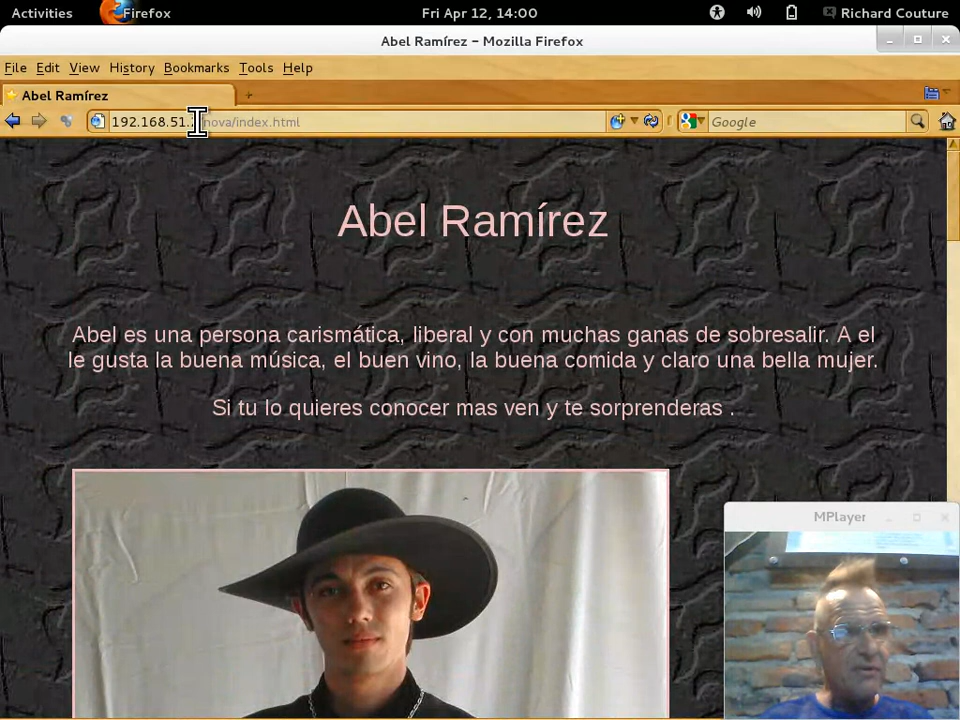 Activities Firefox Fri Apr 12, 14:00 Richard Couture
Abel Ramírez - Mozilla Firefox
File Edit View History Bookmarks Tools Help
Abel Ramírez
192.168.51. nova/index.html Google
Abel Ramírez
Abel es una persona carismática, liberal y con muchas ganas de sobresalir. A el
le gusta la buena música, el buen vino, la buena comida y claro una bella mujer.
Si tu lo quieres conocer mas ven y te sorprenderas .
MPlayer